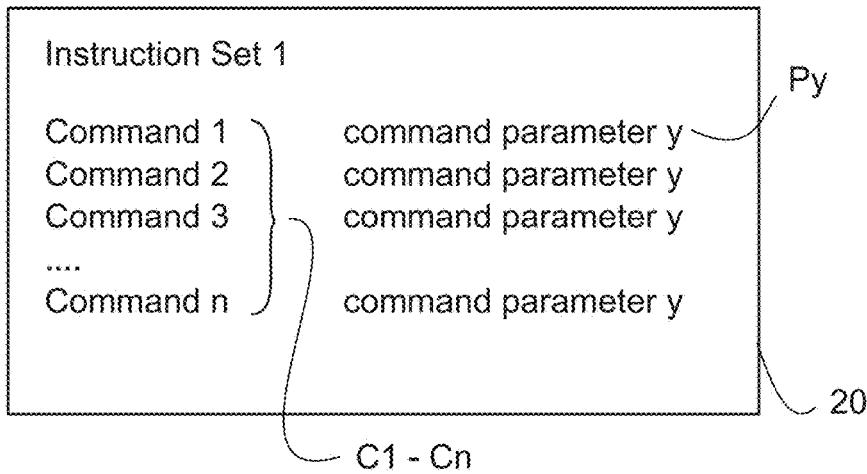 Instruction Set 1
Py
Command 1 command parameter y
Command 2 command parameter y
Command 3 command parameter y
....
Command n command parameter y
20
C1 - Cn